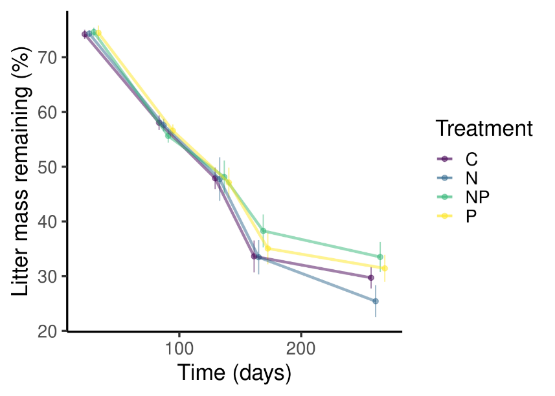 Litter mass remaining (%)
70
60
50
40
30
20
100
200
Time (days)
Treatment
C
N
NP
P